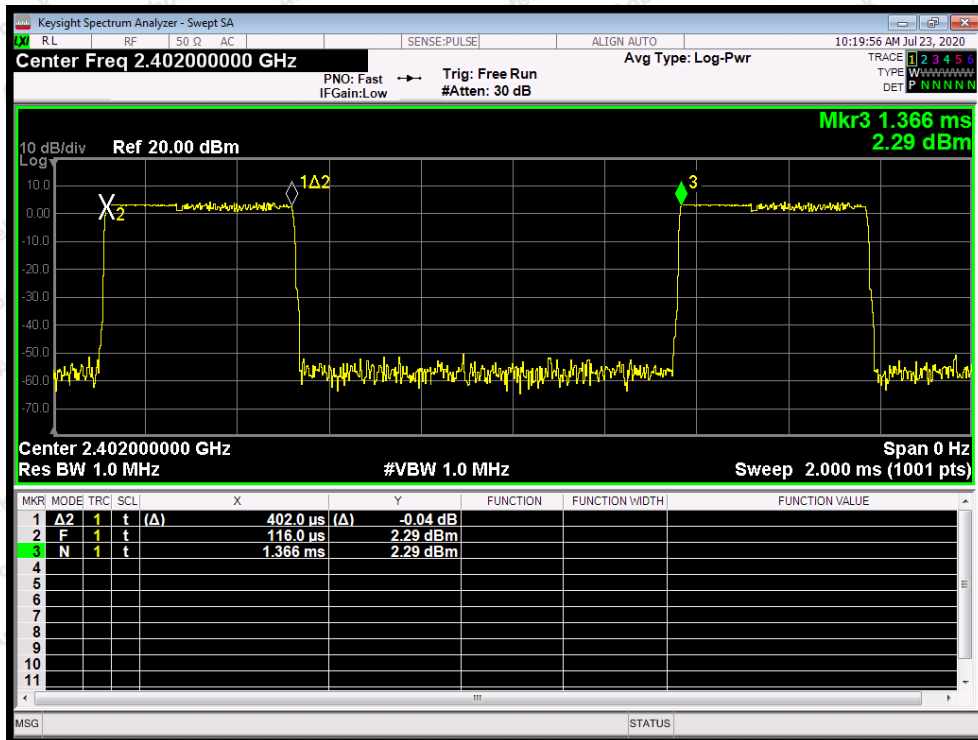 Keysight Spectrum Analyzer - Swept SA
LXI RL RF 50 Ω AC SENSE:PULSE ALIGN AUTO 10:19:56 AM Jul 23, 2020
Center Freq 2.402000000 GHz Avg Type: Log-Pwr TRACE 1 2 3 4 5 6
PNO: Fast Trig: Free Run TYPE WWWWWW
IFGain:Low #Atten: 30 dB DET P N N N N N
Mkr3 1.366 ms
10 dB/div Ref 20.00 dBm 2.29 dBm
Log
10.0
0.00
-10.0
-20.0
-30.0
-40.0
-50.0
-60.0
-70.0
2
1Δ2
3
Center 2.402000000 GHz Span 0 Hz
Res BW 1.0 MHz #VBW 1.0 MHz Sweep 2.000 ms (1001 pts)
MKR MODE TRC SCL X Y FUNCTION FUNCTION WIDTH FUNCTION VALUE
1 Δ2 1 t (Δ) 402.0 µs (Δ) -0.04 dB
2 F 1 t 116.0 µs 2.29 dBm
3 N 1 t 1.366 ms 2.29 dBm
4
5
6
7
8
9
10
11
MSG STATUS